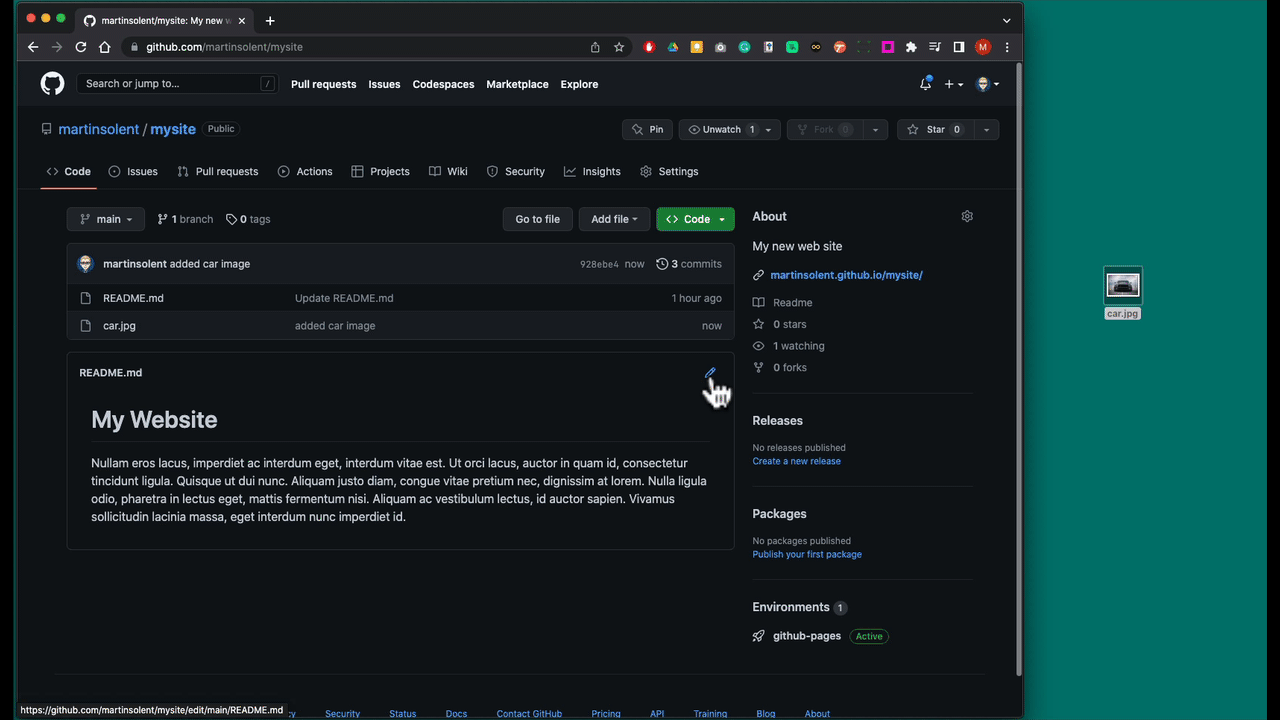 martinsolent/mysite: My new w
github.com/martinsolent/mysite
M
Search or jump to...
/
Pull requests
Issues
Codespaces
Marketplace
Explore
martinsolent / mysite
Public
Pin
Unwatch 1
Fork 0
Star 0
Code
Issues
Pull requests
Actions
Projects
Wiki
Security
Insights
Settings
main
1 branch
0 tags
Go to file
Add file
Code
martinsolent added car image
928ebe4 now
3 commits
README.md
Update README.md
1 hour ago
car.jpg
added car image
now
README.md
My Website
Nullam eros lacus, imperdiet ac interdum eget, interdum vitae est. Ut orci lacus, auctor in quam id, consectetur
tincidunt ligula. Quisque ut dui nunc. Aliquam justo diam, congue vitae pretium nec, dignissim at lorem. Nulla ligula
odio, pharetra in lectus eget, mattis fermentum nisi. Aliquam ac vestibulum lectus, id auctor sapien. Vivamus
sollicitudin lacinia massa, eget interdum nunc imperdiet id.
About
My new web site
martinsolent.github.io/mysite/
Readme
0 stars
1 watching
0 forks
Releases
No releases published
Create a new release
Packages
No packages published
Publish your first package
Environments 1
github-pages
Active
car.jpg
https://github.com/martinsolent/mysite/edit/main/README.md
cy
Security
Status
Docs
Contact GitHub
Pricing
API
Training
Blog
About